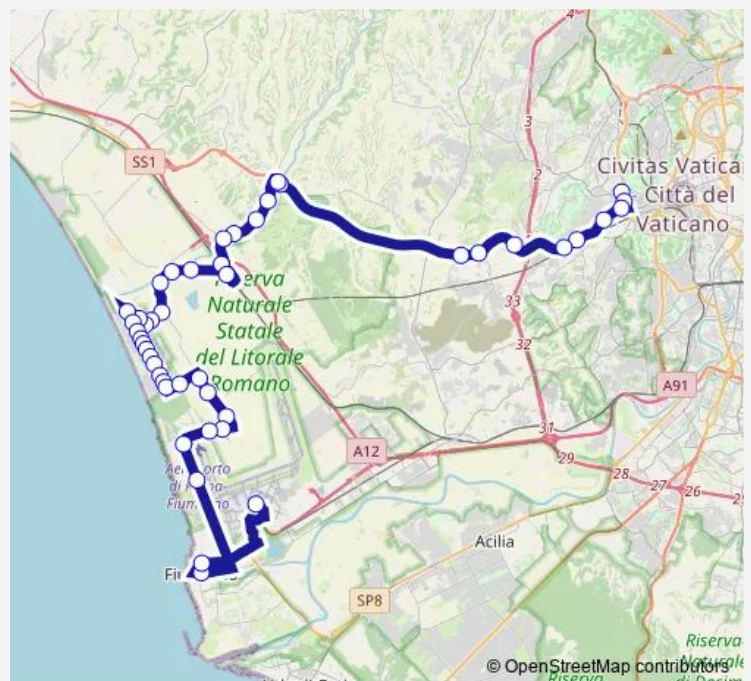 4
3
SS1
2
Civitas Vatica
Città del
Vaticano
Naturale
Statale
del Litorale
Romano
33
32
A91
31
A12
29
28
27
26
Acilia
SP8
Riserva
© OpenStreetMap contributors
Riserva